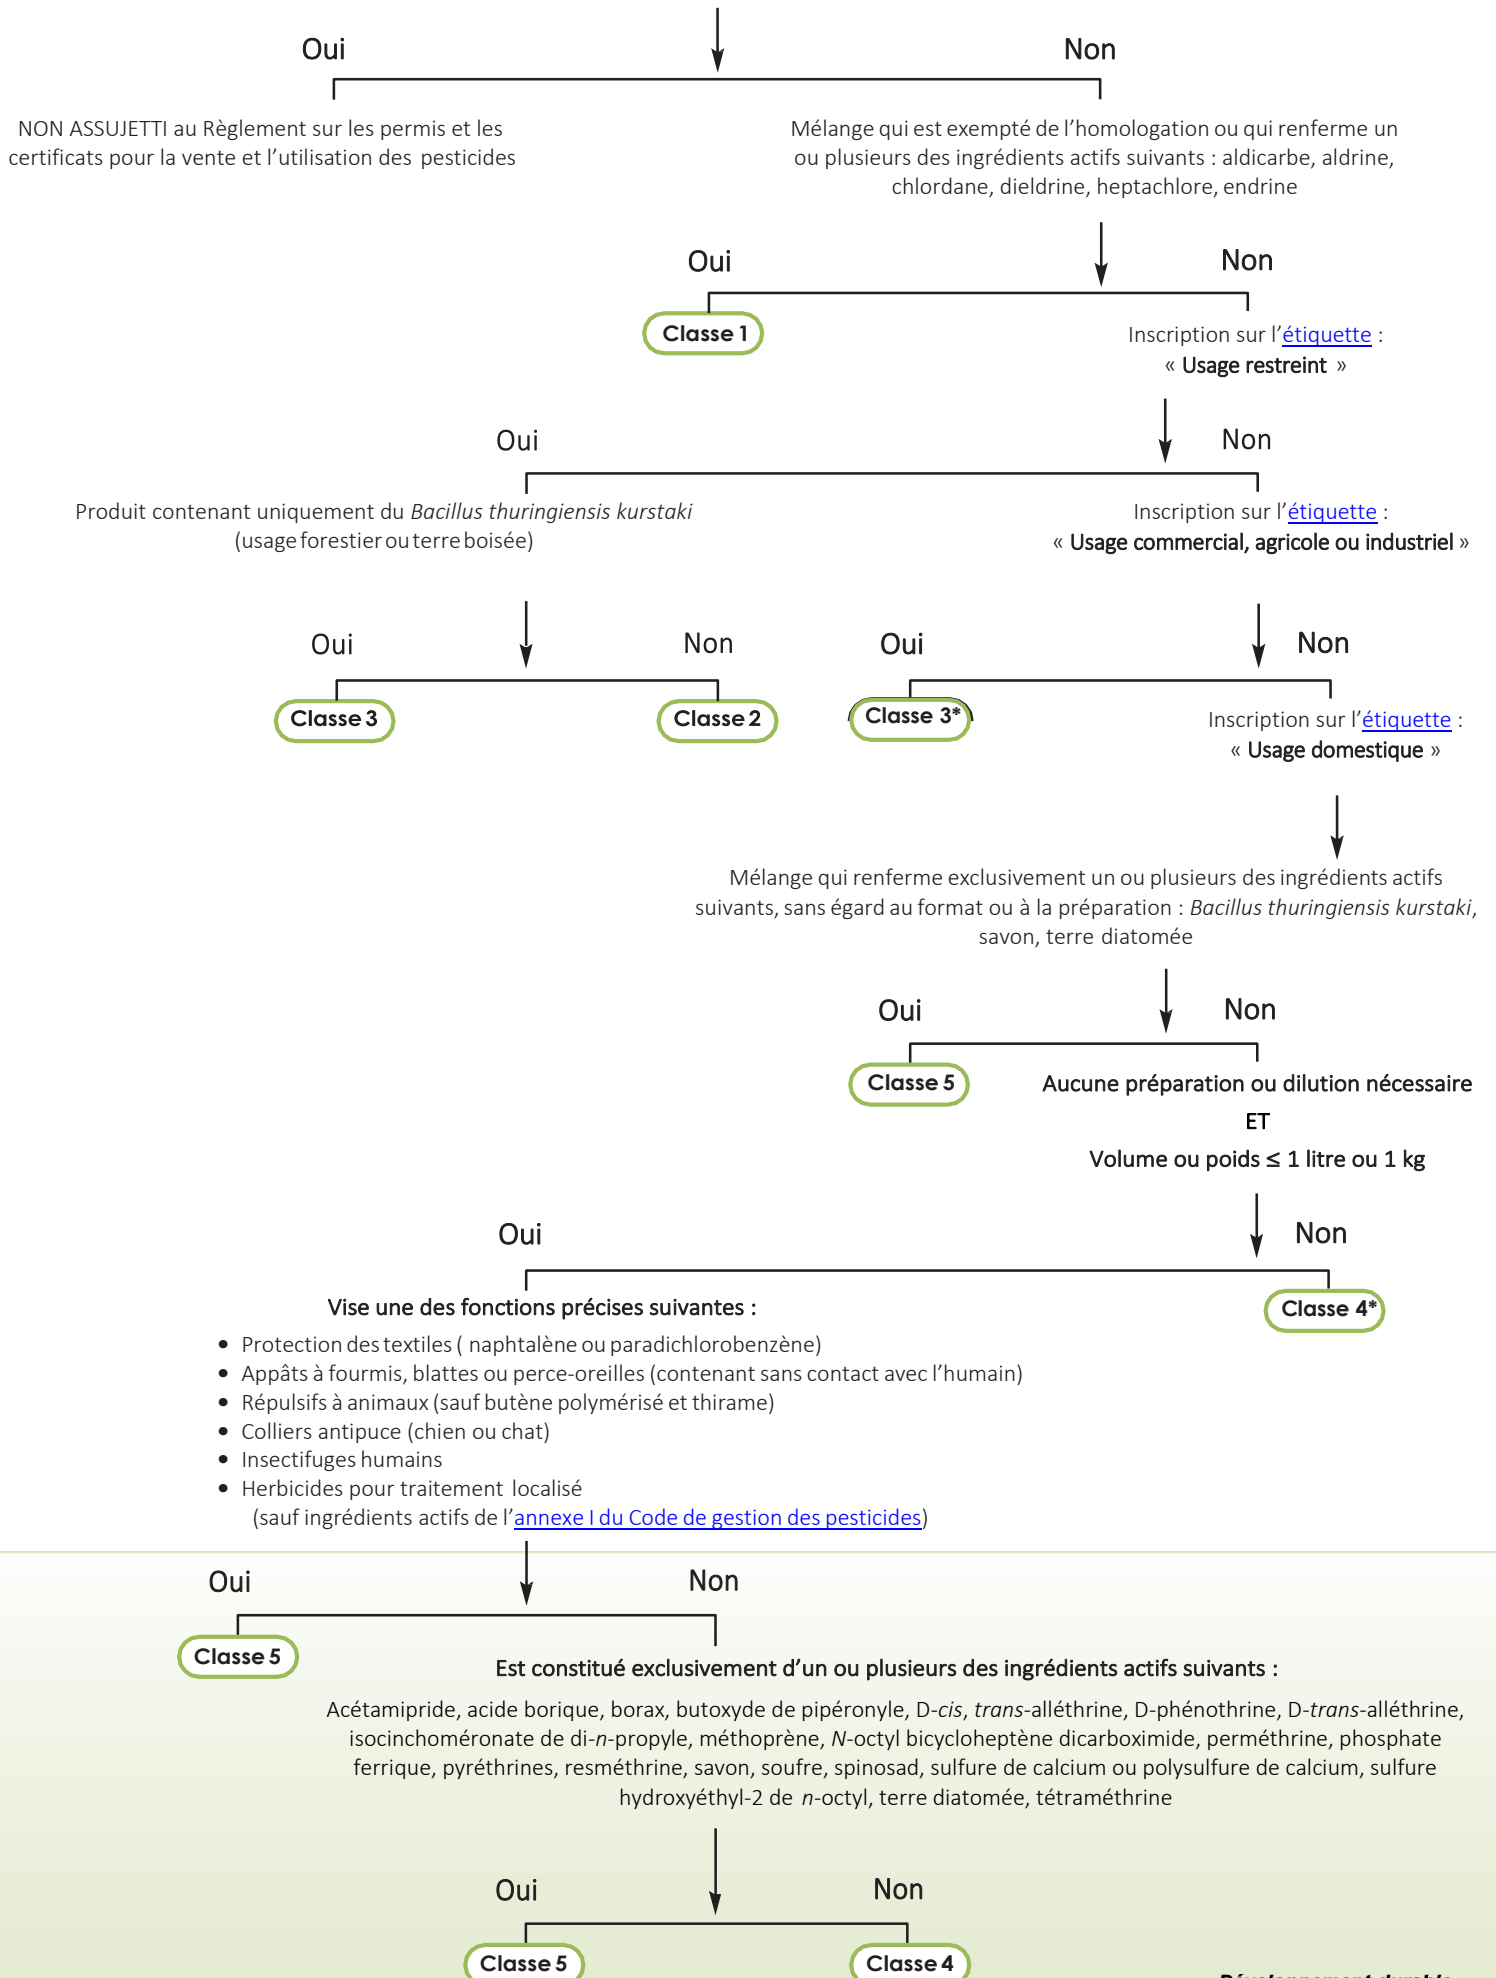 Oui
Non
NON ASSUJETTI au Règlement sur les permis et les
certificats pour la vente et l’utilisation des pesticides
Mélange qui est exempté de l’homologation ou qui renferme un
ou plusieurs des ingrédients actifs suivants : aldicarbe, aldrine,
chlordane, dieldrine, heptachlore, endrine
Oui
Non
Classe 1
Inscription sur l’étiquette :
« Usage restreint »
Oui
Non
Produit contenant uniquement du Bacillus thuringiensis kurstaki
(usage forestier ou terre boisée)
Inscription sur l’étiquette :
« Usage commercial, agricole ou industriel »
Oui
Non
Oui
Non
Classe 3
Classe 2
Classe 3*
Inscription sur l’étiquette :
« Usage domestique »
Mélange qui renferme exclusivement un ou plusieurs des ingrédients actifs
suivants, sans égard au format ou à la préparation : Bacillus thuringiensis kurstaki,
savon, terre diatomée
Oui
Non
Classe 5
Aucune préparation ou dilution nécessaire
ET
Volume ou poids ≤ 1 litre ou 1 kg
Oui
Non
Vise une des fonctions précises suivantes :
Classe 4*
• Protection des textiles ( naphtalène ou paradichlorobenzène)
• Appâts à fourmis, blattes ou perce-oreilles (contenant sans contact avec l’humain)
• Répulsifs à animaux (sauf butène polymérisé et thirame)
• Colliers antipuce (chien ou chat)
• Insectifuges humains
• Herbicides pour traitement localisé
(sauf ingrédients actifs de l’annexe I du Code de gestion des pesticides)
Oui
Non
Classe 5
Est constitué exclusivement d’un ou plusieurs des ingrédients actifs suivants :
Acétamipride, acide borique, borax, butoxyde de pipéronyle, D-cis, trans-alléthrine, D-phénothrine, D-trans-alléthrine,
isocincheméronate de di-n-propyle, méthoprène, N-octyl bicycloheptène dicarboximide, perméthrine, phosphate
ferrique, pyréthrines, resméthrine, savon, soufre, spinosad, sulfure de calcium ou polysulfure de calcium, sulfure
hydroxyéthyl-2 de n-octyl, terre diatomée, tétraméthrine
Oui
Non
Classe 5
Classe 4
Développement durable